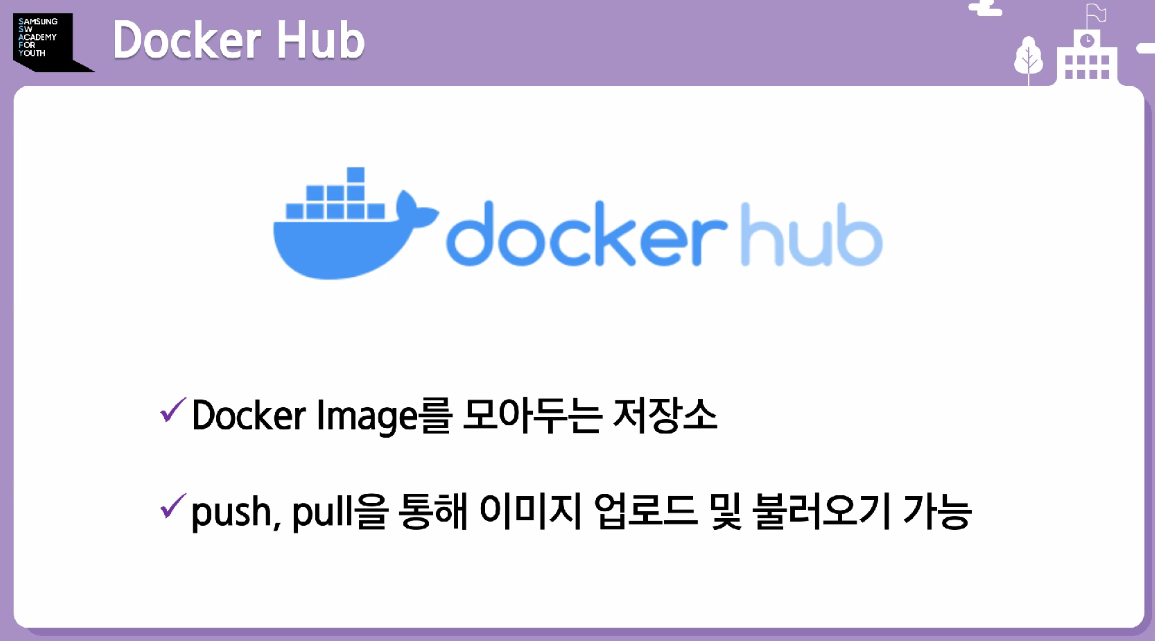 SAMSUNG
SW
ACADEMY
FOR
YOUTH
Docker Hub
docker hub
Docker Image를 모아두는 저장소
push, pull을 통해 이미지 업로드 및 불러오기 가능